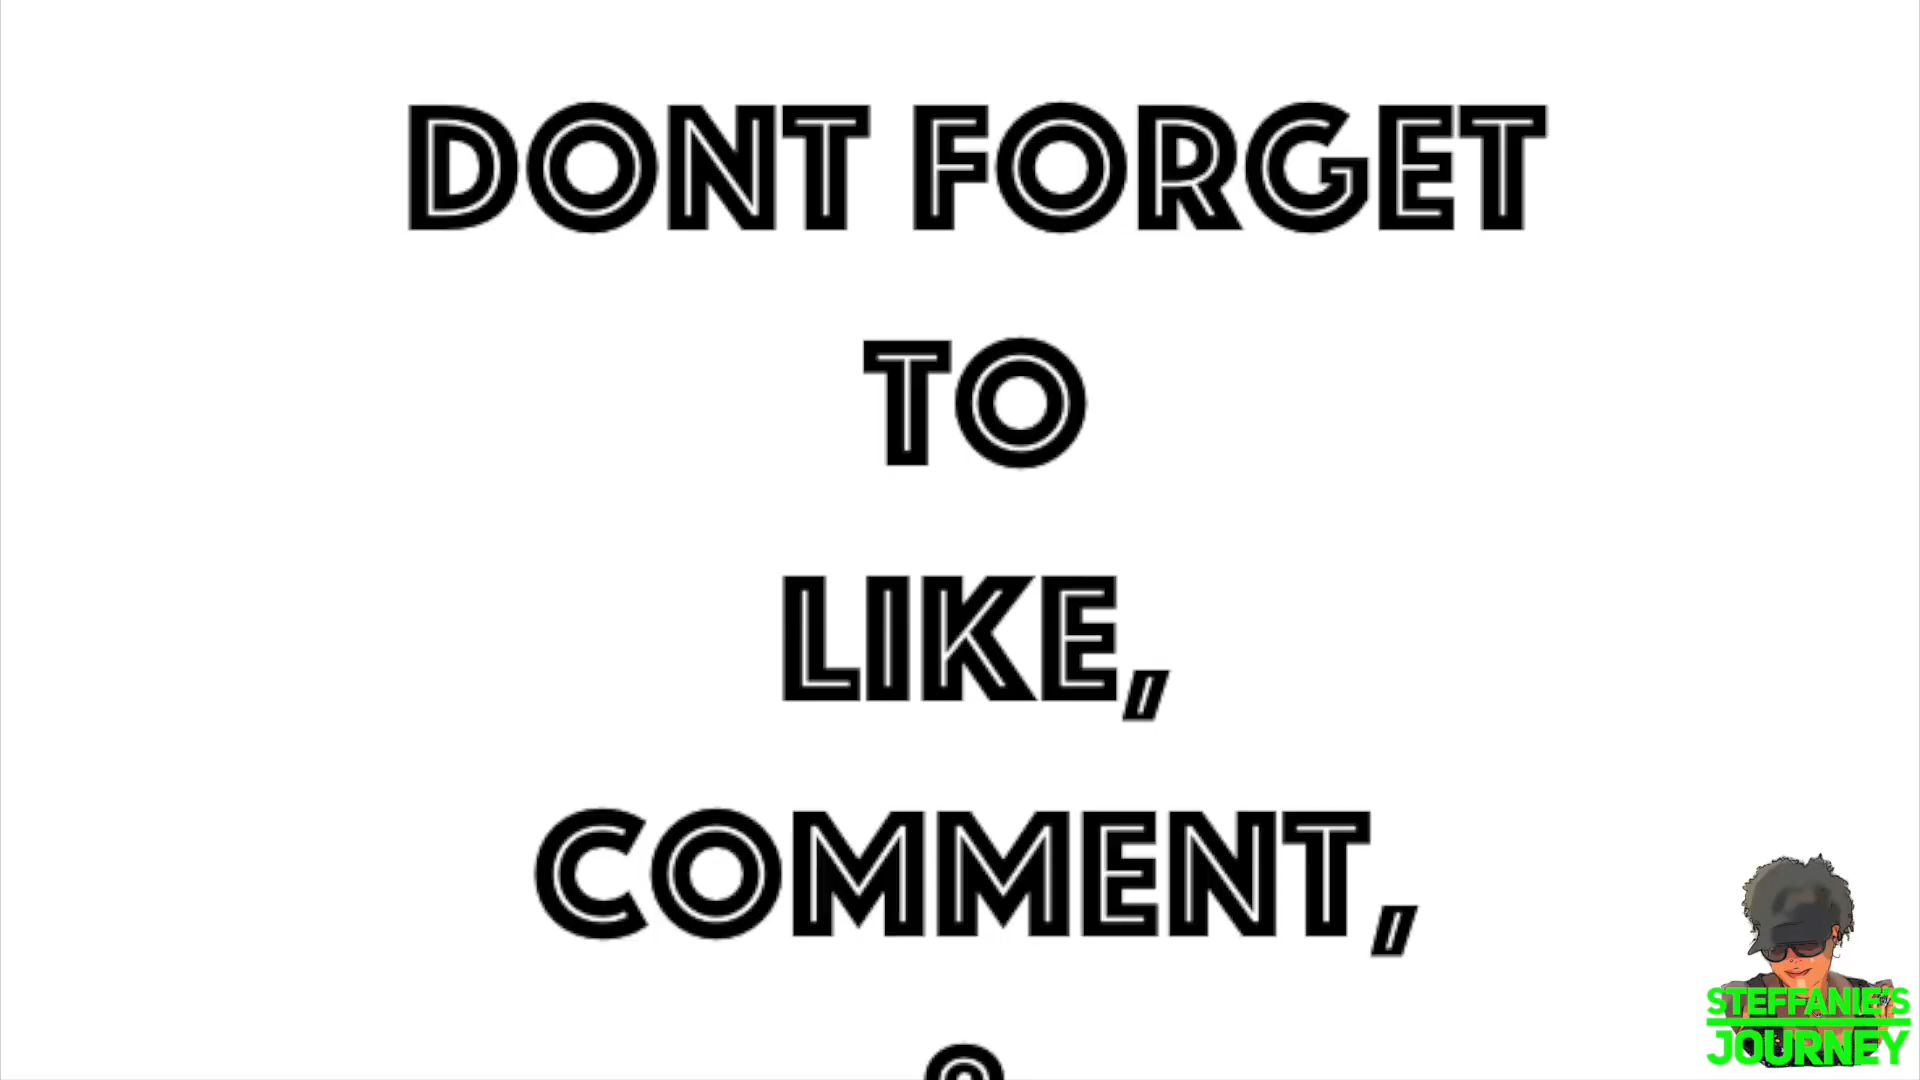 DONT FORGET
TO
LIKE,
COMMENT,
STEFFANIE'S
JOURNEY